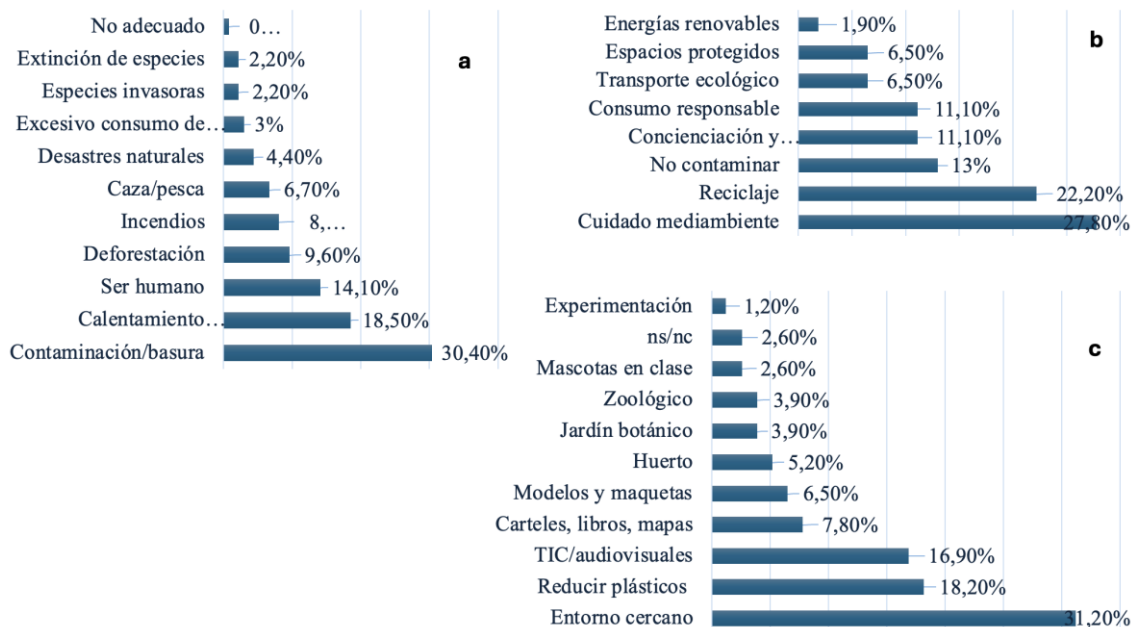 a
No adecuado 0…
Extinción de especies 2,20%
Especies invasoras 2,20%
Excesivo consumo de… 3%
Desastres naturales 4,40%
Caza/pesca 6,70%
Incendios 8,…
Deforestación 9,60%
Ser humano 14,10%
Calentamiento… 18,50%
Contaminación/basura 30,40%
b
Energías renovables 1,90%
Espacios protegidos 6,50%
Transporte ecológico 6,50%
Consumo responsable 11,10%
Concienciación y… 11,10%
No contaminar 13%
Reciclaje 22,20%
Cuidado mediambiente 27,80%
c
Experimentación 1,20%
ns/nc 2,60%
Mascotas en clase 2,60%
Zoológico 3,90%
Jardín botánico 3,90%
Huerto 5,20%
Modelos y maquetas 6,50%
Carteles, libros, mapas 7,80%
TIC/audiovisuales 16,90%
Reducir plásticos 18,20%
Entorno cercano 31,20%